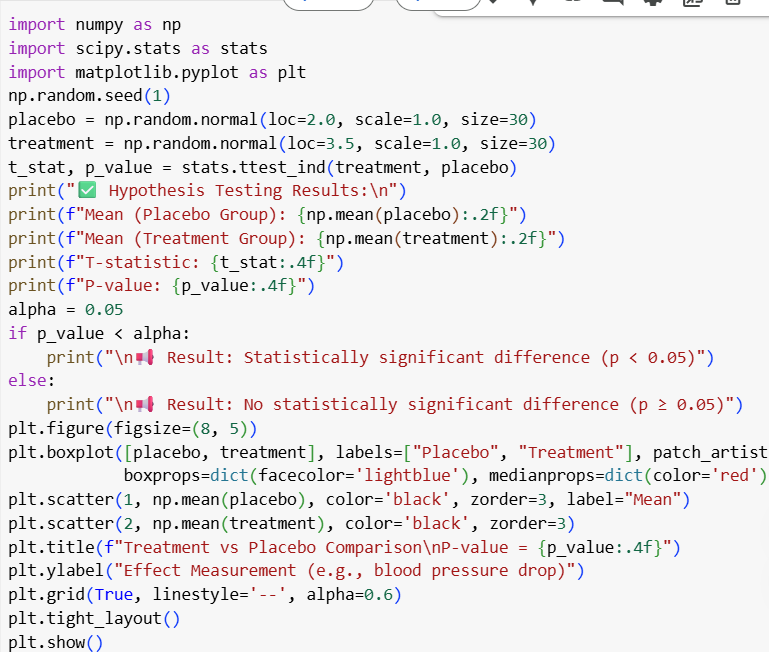 import numpy as np
import scipy.stats as stats
import matplotlib.pyplot as plt
np.random.seed(1)
placebo = np.random.normal(loc=2.0, scale=1.0, size=30)
treatment = np.random.normal(loc=3.5, scale=1.0, size=30)
t_stat, p_value = stats.ttest_ind(treatment, placebo)
print("✅ Hypothesis Testing Results:\n")
print(f"Mean (Placebo Group): {np.mean(placebo):.2f}")
print(f"Mean (Treatment Group): {np.mean(treatment):.2f}")
print(f"T-statistic: {t_stat:.4f}")
print(f"P-value: {p_value:.4f}")
alpha = 0.05
if p_value < alpha:
    print("\n📢 Result: Statistically significant difference (p < 0.05)")
else:
    print("\n📢 Result: No statistically significant difference (p ≥ 0.05)")
plt.figure(figsize=(8, 5))
plt.boxplot([placebo, treatment], labels=["Placebo", "Treatment"], patch_artist
            boxprops=dict(facecolor='lightblue'), medianprops=dict(color='red')
plt.scatter(1, np.mean(placebo), color='black', zorder=3, label="Mean")
plt.scatter(2, np.mean(treatment), color='black', zorder=3)
plt.title(f"Treatment vs Placebo Comparison\nP-value = {p_value:.4f}")
plt.ylabel("Effect Measurement (e.g., blood pressure drop)")
plt.grid(True, linestyle='--', alpha=0.6)
plt.tight_layout()
plt.show()